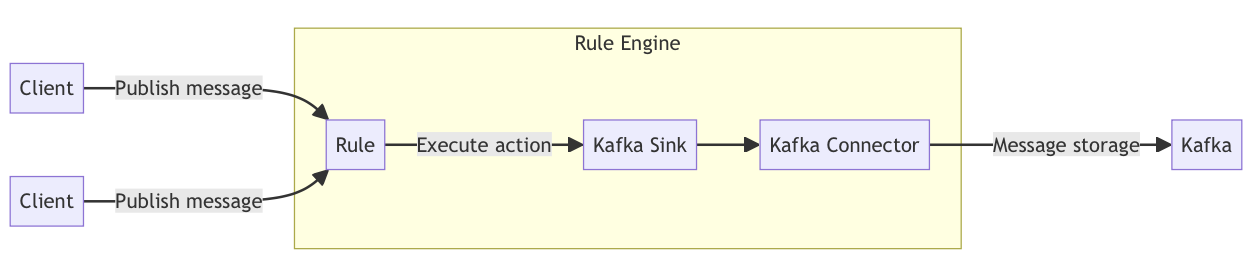 Rule Engine
Client
Publish message
Rule
Execute action
Kafka Sink
Kafka Connector
Message storage
Kafka
Client
Publish message